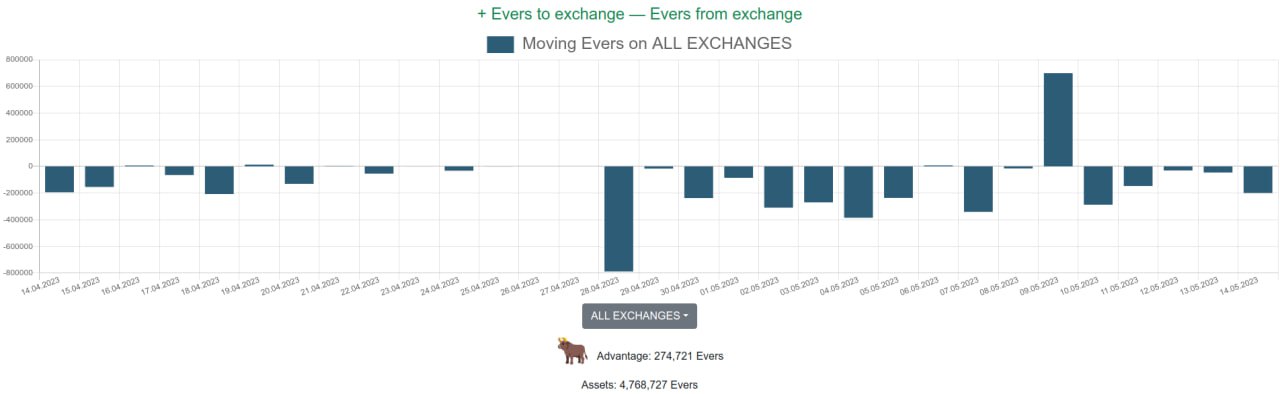 + Evers to exchange — Evers from exchange
Moving Evers on ALL EXCHANGES
800000
600000
400000
200000
0
-200000
-400000
-600000
-800000
14.04.2023 15.04.2023 16.04.2023 17.04.2023 18.04.2023 19.04.2023 20.04.2023 21.04.2023 22.04.2023 23.04.2023 24.04.2023 25.04.2023 26.04.2023 27.04.2023 28.04.2023 29.04.2023 30.04.2023 01.05.2023 02.05.2023 03.05.2023 04.05.2023 05.05.2023 06.05.2023 07.05.2023 08.05.2023 09.05.2023 10.05.2023 11.05.2023 12.05.2023 13.05.2023 14.05.2023
ALL EXCHANGES
Advantage: 274,721 Evers
Assets: 4,768,727 Evers